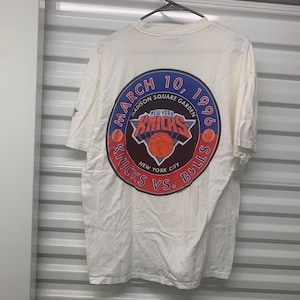 MARCH 10, 1996
MADISON SQUARE GARDEN
NEW YORK
KNICKS
NEW YORK CITY
KNICKS VS. BULLS